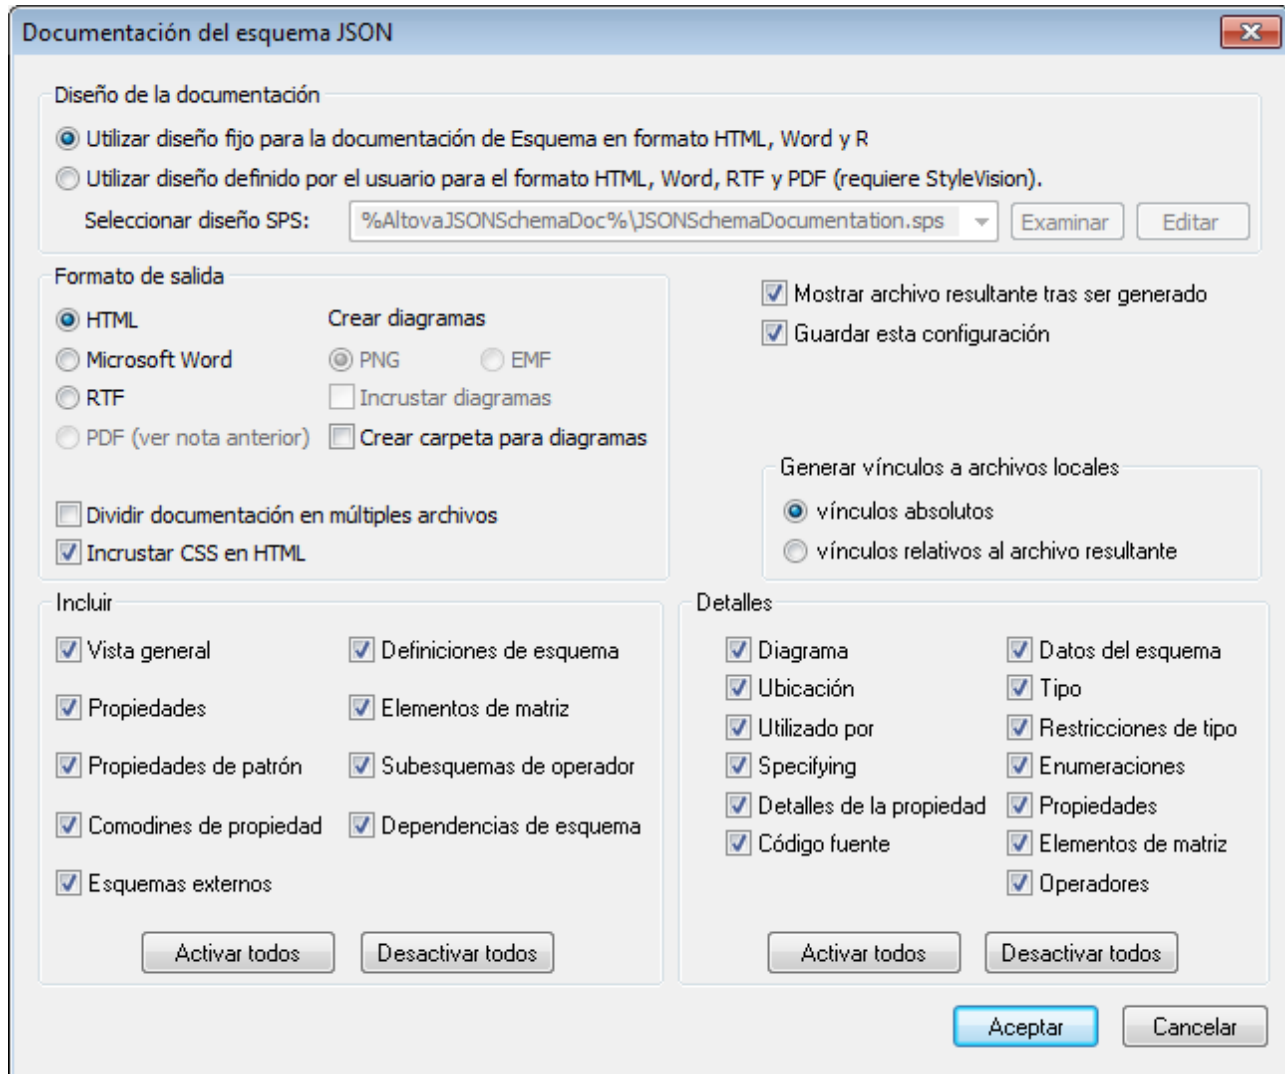 Documentación del esquema JSON
Diseño de la documentación
Utilizar diseño fijo para la documentación de Esquema en formato HTML, Word y R
Utilizar diseño definido por el usuario para el formato HTML, Word, RTF y PDF (requiere StyleVision).
Seleccionar diseño SPS: %AltovaJSONSchemaDoc%\JSONSchemaDocumentation.sps Examinar Editar
Formato de salida
HTML Crear diagramas
Microsoft Word PNG EMF
RTF Incrustar diagramas
PDF (ver nota anterior) Crear carpeta para diagramas
Dividir documentación en múltiples archivos
Incrustar CSS en HTML
Mostrar archivo resultante tras ser generado
Guardar esta configuración
Generar vínculos a archivos locales
vínculos absolutos
vínculos relativos al archivo resultante
Incluir
Vista general Definiciones de esquema
Propiedades Elementos de matriz
Propiedades de patrón Subesquemas de operador
Comodines de propiedad Dependencias de esquema
Esquemas externos
Activar todos Desactivar todos
Detalles
Diagrama Datos del esquema
Ubicación Tipo
Utilizado por Restricciones de tipo
Specifying Enumeraciones
Detalles de la propiedad Propiedades
Código fuente Elementos de matriz
Operadores
Activar todos Desactivar todos
Aceptar Cancelar